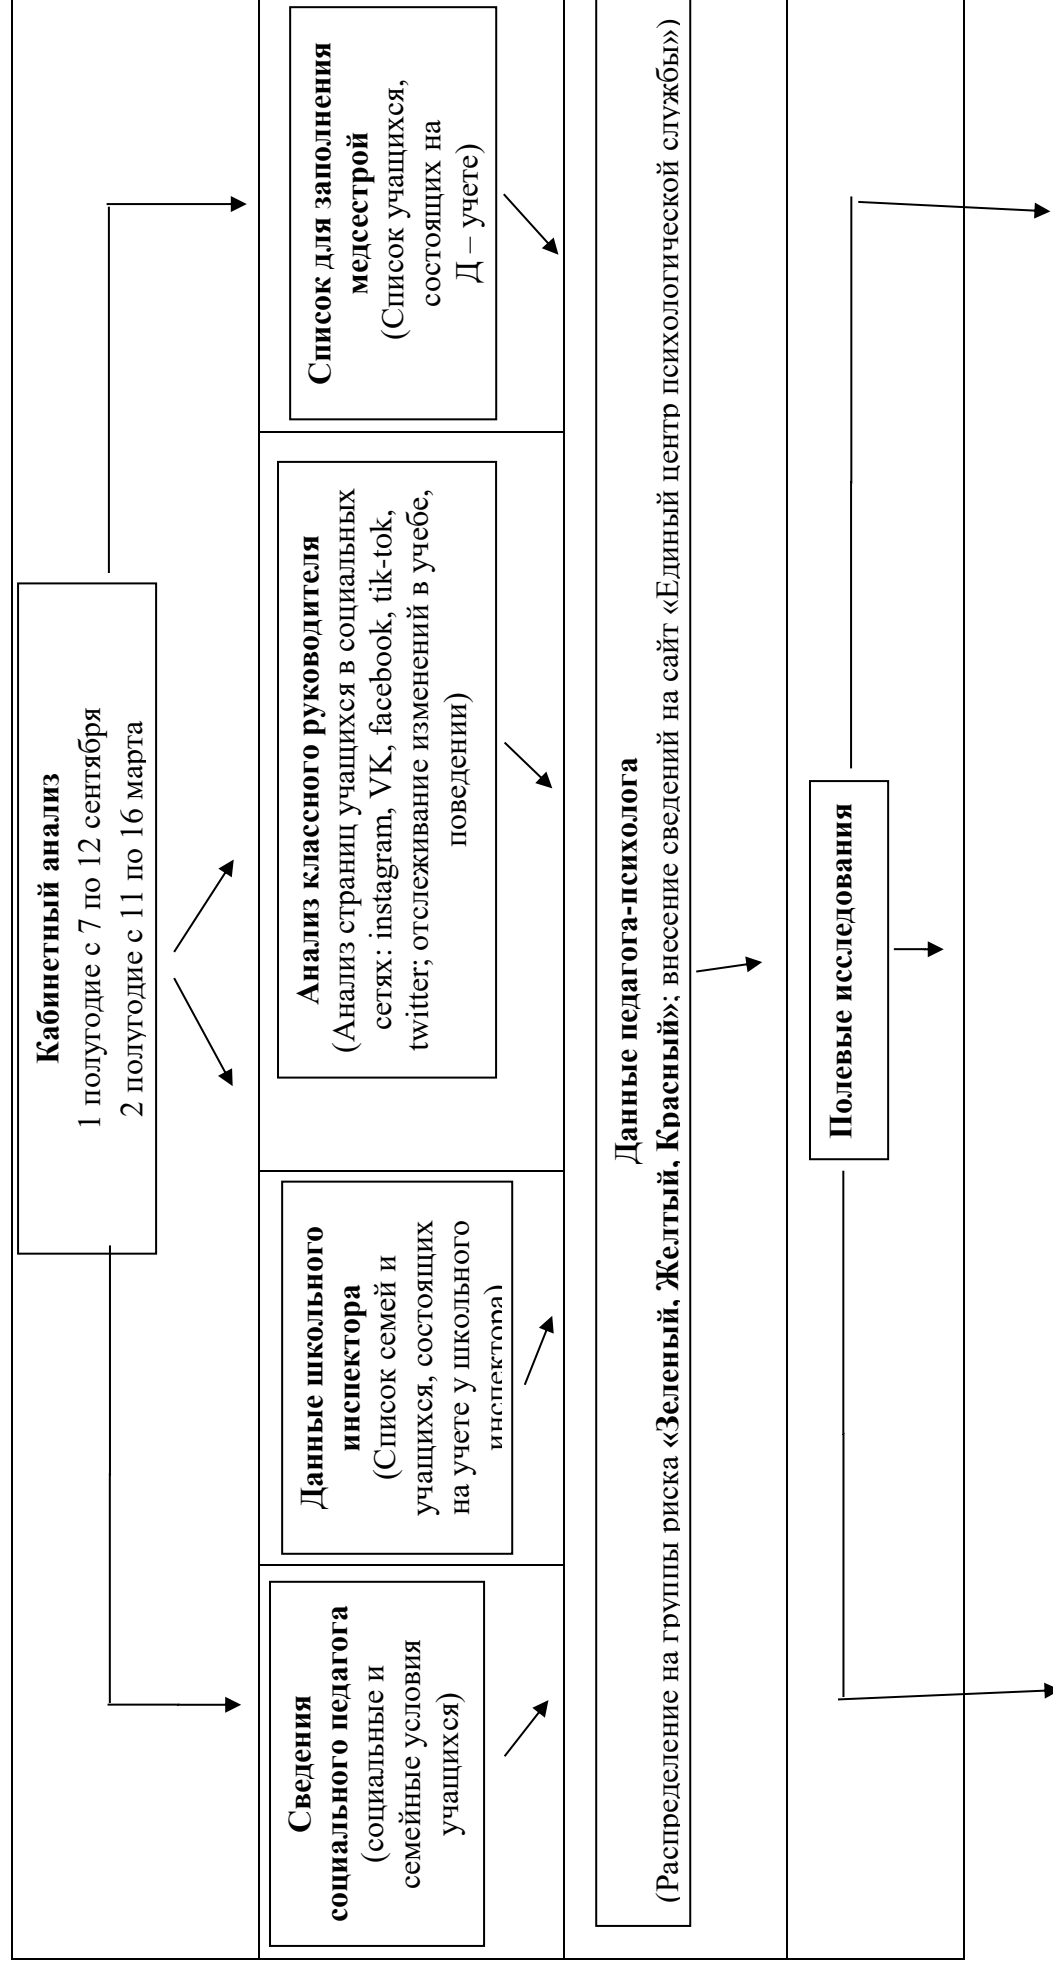 Кабинетный анализ
1 полугодие с 7 по 12 сентября
2 полугодие с 11 по 16 марта
Сведения
социального педагога
(социальные и
семейные условия
учащихся)
Данные школьного
инспектора
(Список семей и
учащихся, состоящих
на учете у школьного
инспектора)
Анализ классного руководителя
(Анализ страниц учащихся в социальных
сетях: instagram, VK, facebook, tik-tok,
twitter; отслеживание изменений в учебе,
поведении)
Список для заполнения
медсестрой
(Список учащихся,
состоящих на
Д – учете)
Данные педагога-психолога
(Распределение на группы риска «Зеленый, Желтый, Красный»; внесение сведений на сайт «Единый центр психологической службы»)
Полевые исследования